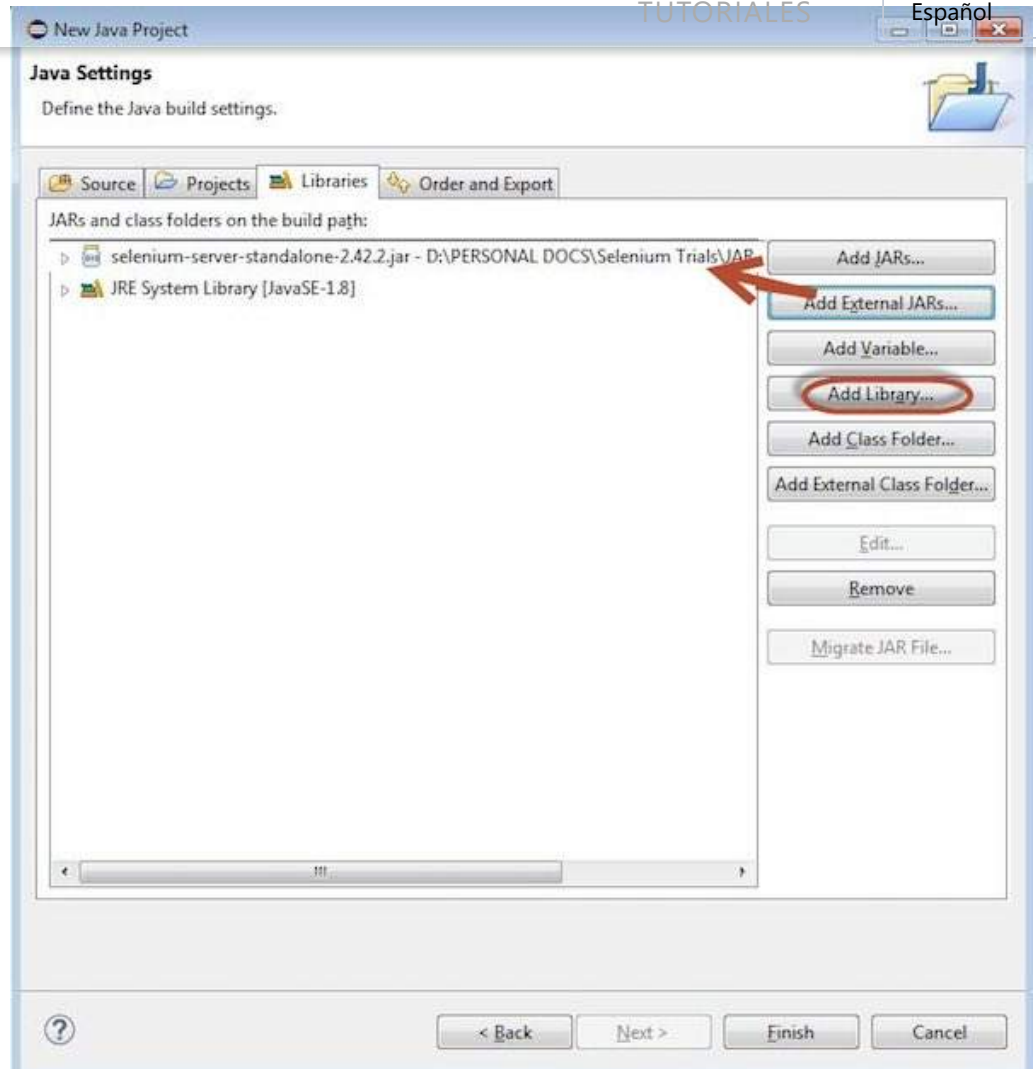 TUTORIALES
Español
New Java Project
Java Settings
Define the Java build settings.
Source
Projects
Libraries
Order and Export
JARs and class folders on the build path:
selenium-server-standalone-2.42.2.jar - D:\PERSONAL DOCS\Selenium Trials\JAR
JRE System Library [JavaSE-1.8]
Add JARs...
Add External JARs...
Add Variable...
Add Library...
Add Class Folder...
Add External Class Folder...
Edit...
Remove
Migrate JAR File...
?
< Back
Next >
Finish
Cancel